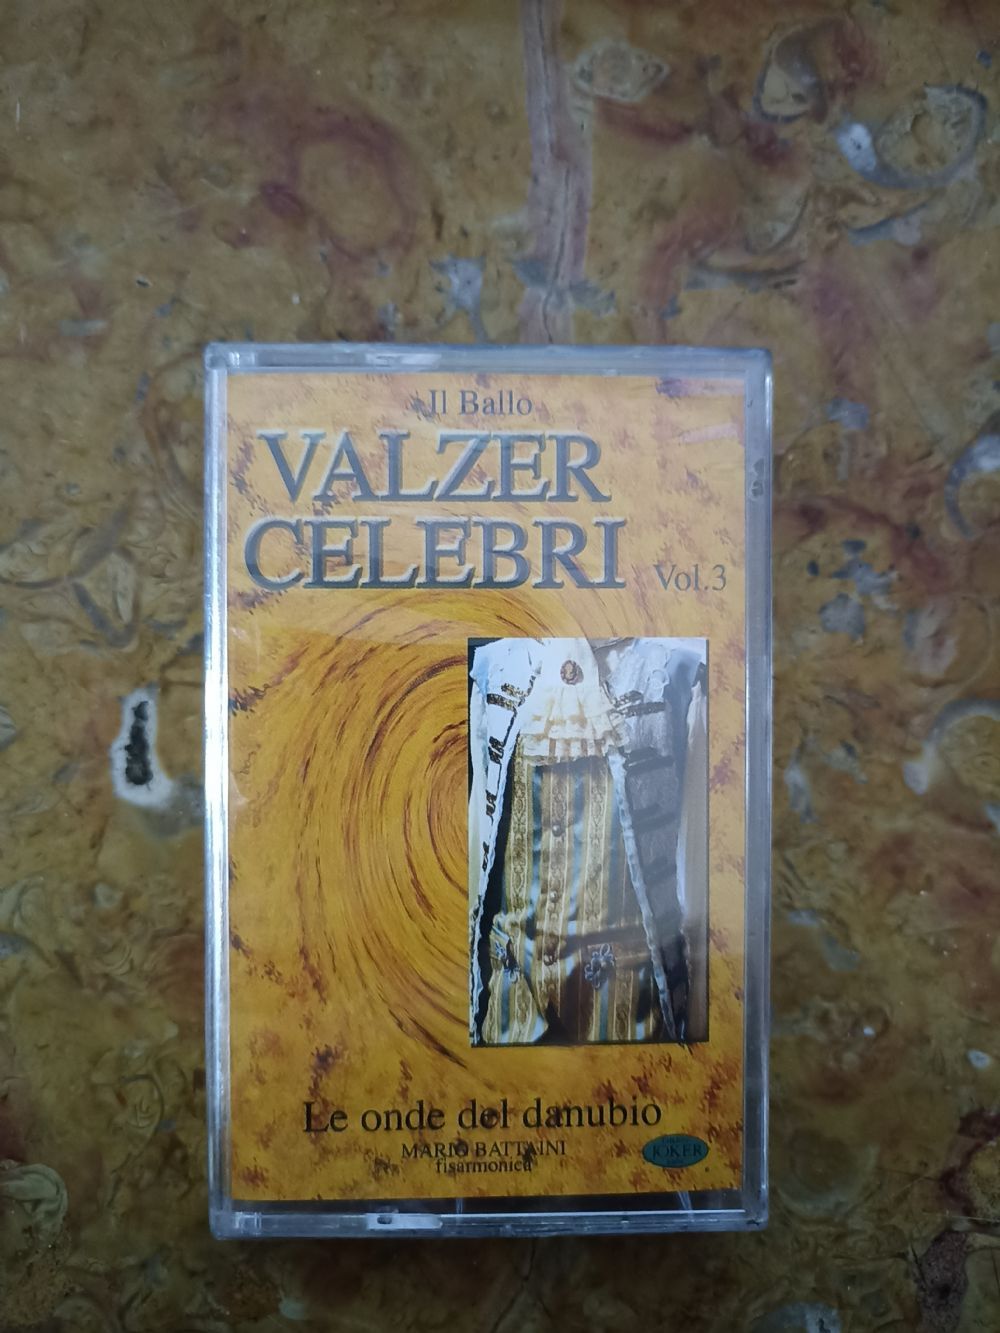 Il Ballo
VALZER
CELEBRI
Vol.3
Le onde del danubio
MARIO BATTAINI
fisarmonica
JOKER